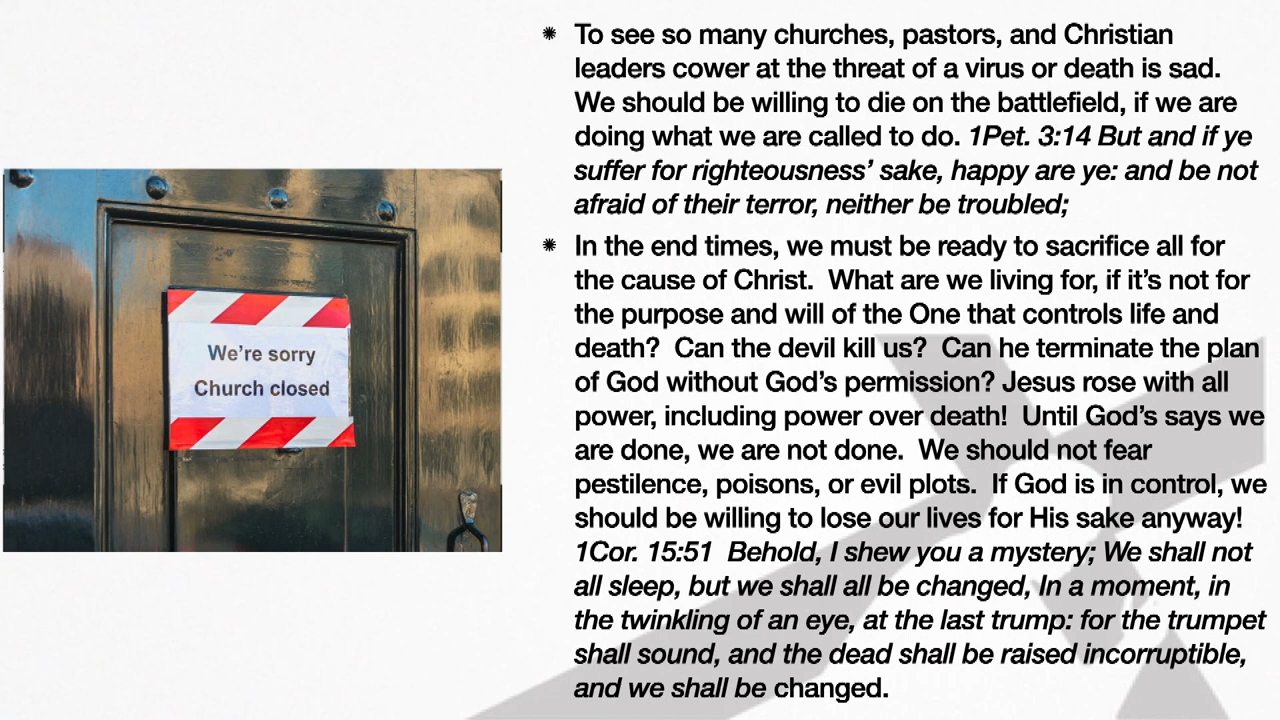 We're sorry
Church closed
⁕ To see so many churches, pastors, and Christian
leaders cower at the threat of a virus or death is sad.
We should be willing to die on the battlefield, if we are
doing what we are called to do. 1Pet. 3:14 But and if ye
suffer for righteousness’ sake, happy are ye: and be not
afraid of their terror, neither be troubled;
⁕ In the end times, we must be ready to sacrifice all for
the cause of Christ.  What are we living for, if it’s not for
the purpose and will of the One that controls life and
death?  Can the devil kill us?  Can he terminate the plan
of God without God’s permission? Jesus rose with all
power, including power over death!  Until God’s says we
are done, we are not done.  We should not fear
pestilence, poisons, or evil plots.  If God is in control, we
should be willing to lose our lives for His sake anyway!
1Cor. 15:51  Behold, I shew you a mystery; We shall not
all sleep, but we shall all be changed, In a moment, in
the twinkling of an eye, at the last trump: for the trumpet
shall sound, and the dead shall be raised incorruptible,
and we shall be changed.